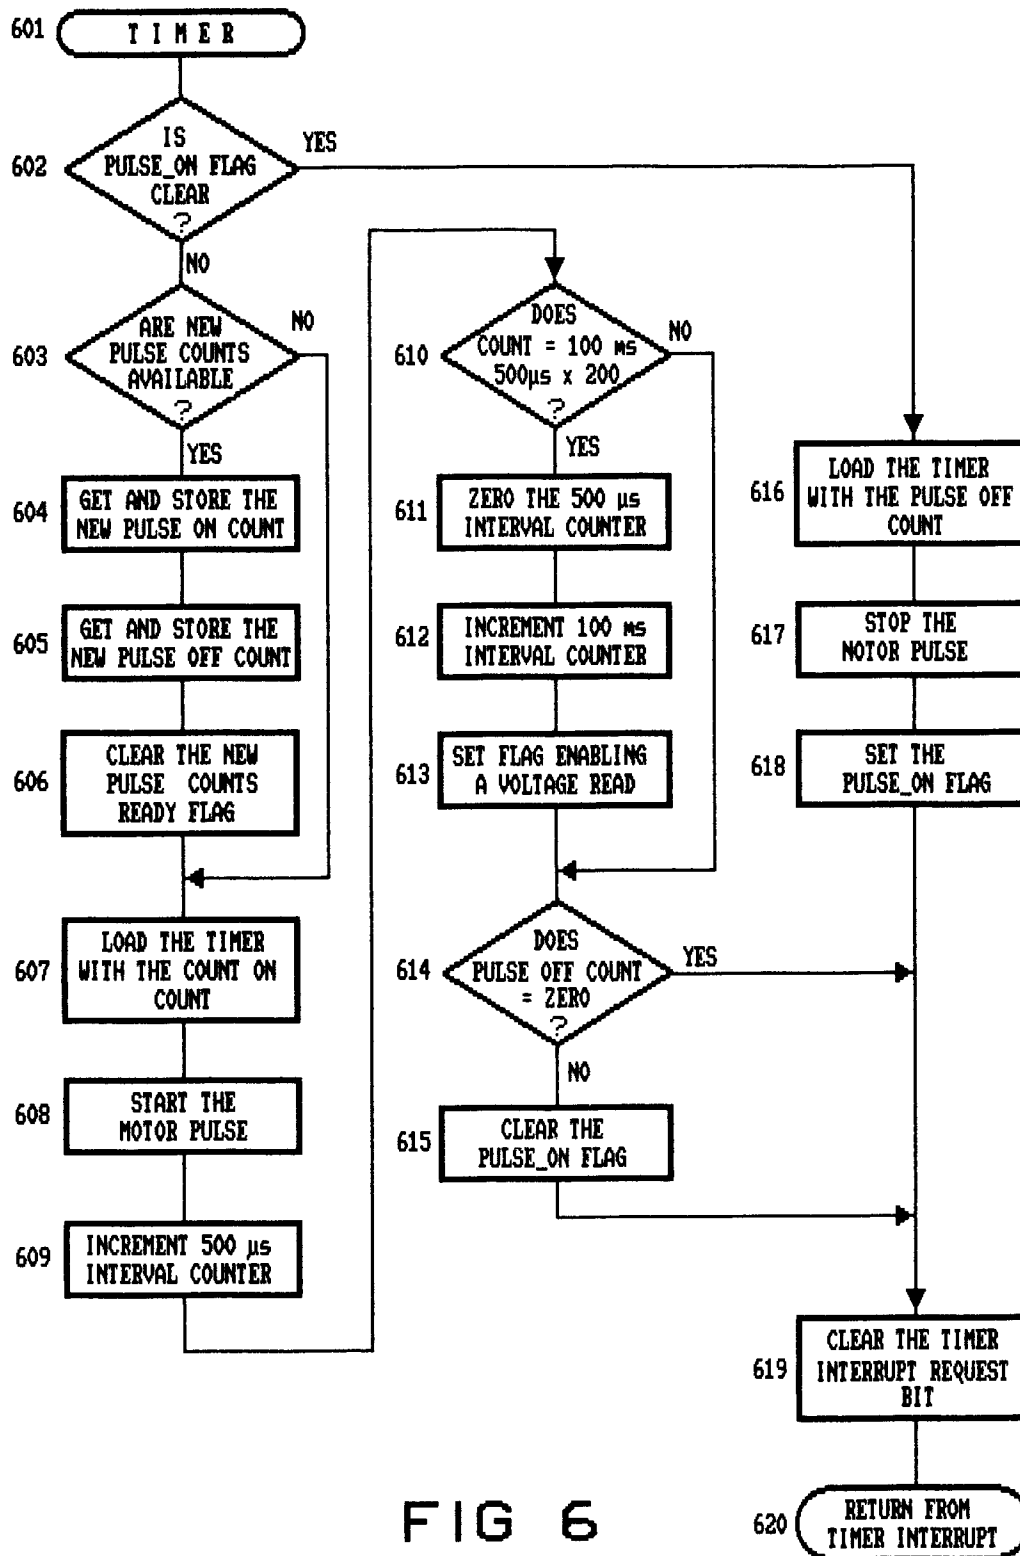 601
T I M E R
602
IS
PULSE_ON FLAG
CLEAR
?
YES
NO
603
ARE NEW
PULSE COUNTS
AVAILABLE
?
NO
YES
604
GET AND STORE THE
NEW PULSE ON COUNT
605
GET AND STORE THE
NEW PULSE OFF COUNT
606
CLEAR THE NEW
PULSE COUNTS
READY FLAG
607
LOAD THE TIMER
WITH THE COUNT ON
COUNT
608
START THE
MOTOR PULSE
609
INCREMENT 500 µs
INTERVAL COUNTER
610
DOES
COUNT = 100 ms
500µs x 200
?
NO
YES
611
ZERO THE 500 µs
INTERVAL COUNTER
612
INCREMENT 100 ms
INTERVAL COUNTER
613
SET FLAG ENABLING
A VOLTAGE READ
614
DOES
PULSE OFF COUNT
= ZERO
?
YES
NO
615
CLEAR THE
PULSE_ON FLAG
616
LOAD THE TIMER
WITH THE PULSE OFF
COUNT
617
STOP THE
MOTOR PULSE
618
SET THE
PULSE_ON FLAG
619
CLEAR THE TIMER
INTERRUPT REQUEST
BIT
620
RETURN FROM
TIMER INTERRUPT
FIG 6